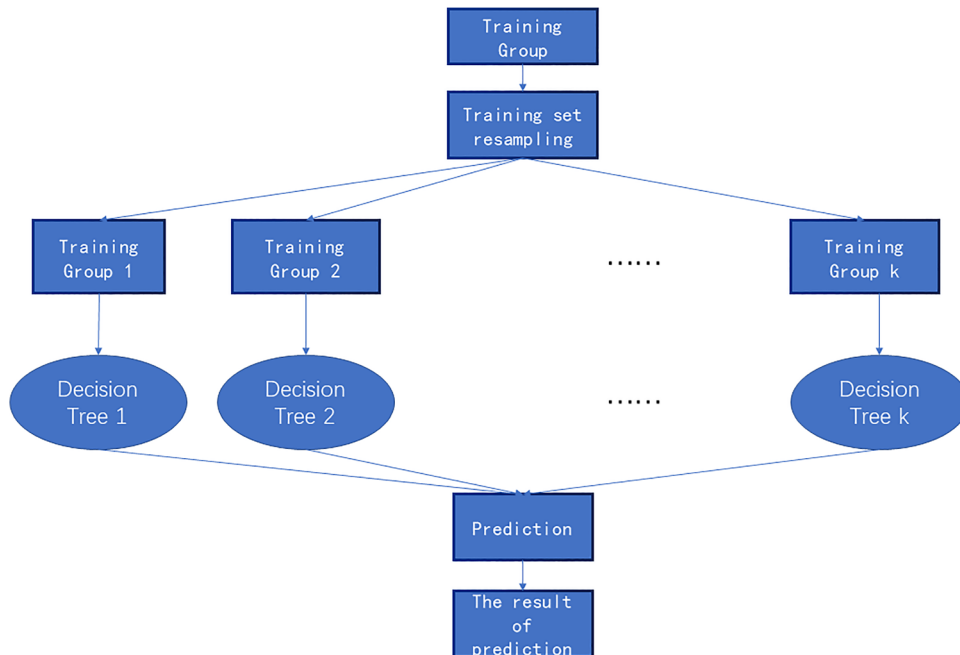 Training
Group
Training set
resampling
Training
Group 1
Training
Group 2
……
Training
Group k
Decision
Tree 1
Decision
Tree 2
……
Decision
Tree k
Prediction
The result
of
prediction